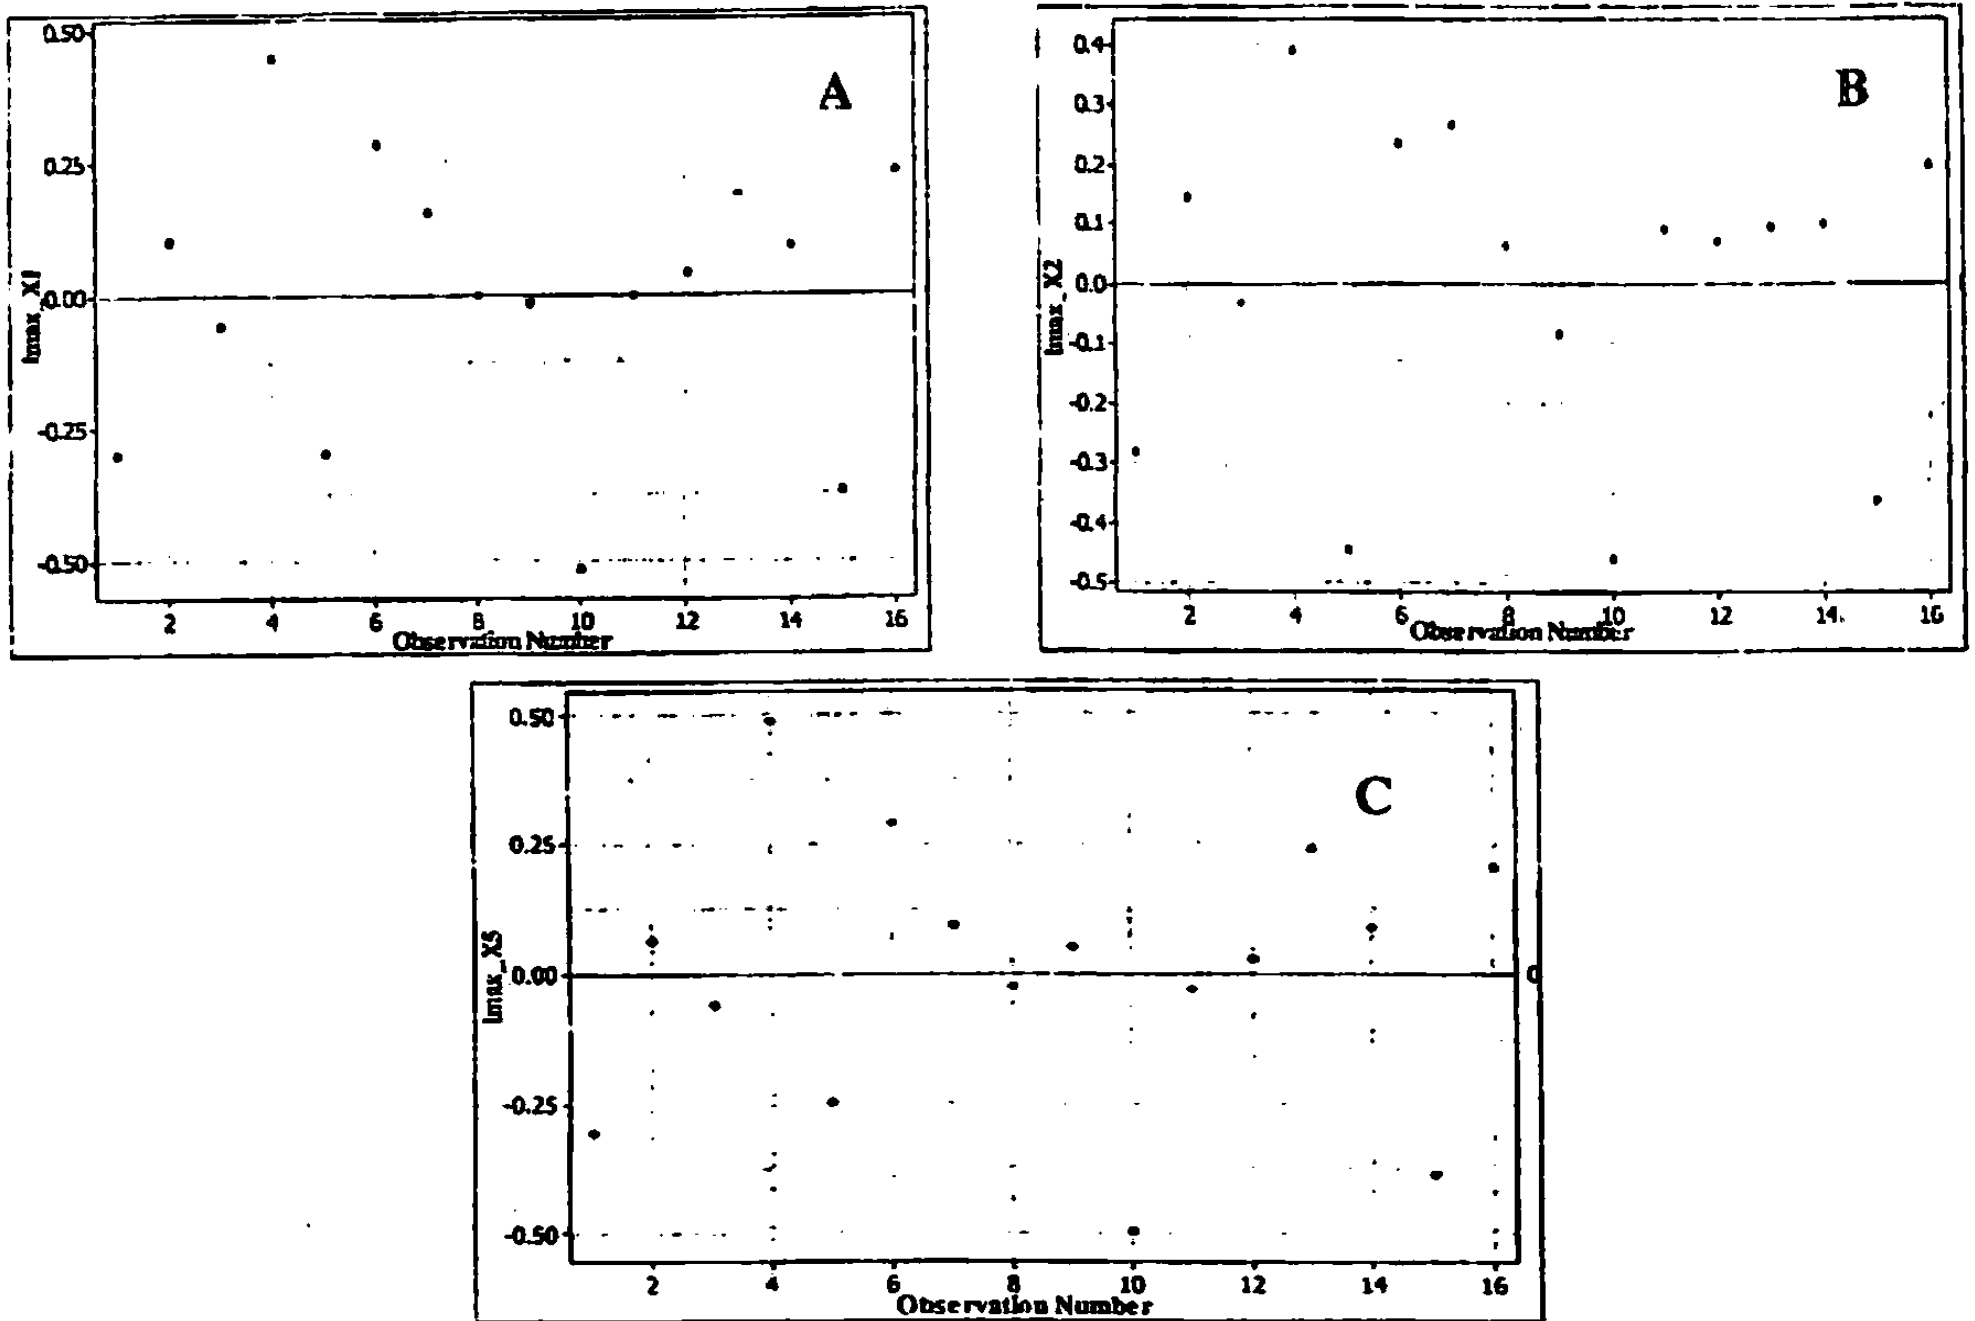 A
0.50
0.25
0.00
-0.25
-0.50
lmax_X1
2 4 6 8 10 12 14 16
Observation Number
B
0.4
0.3
0.2
0.1
0.0
-0.1
-0.2
-0.3
-0.4
-0.5
lmax_X2
2 4 6 8 10 12 14 16
Observation Number
C
0.50
0.25
0.00
-0.25
-0.50
lmax_X5
0
2 4 6 8 10 12 14 16
Observation Number